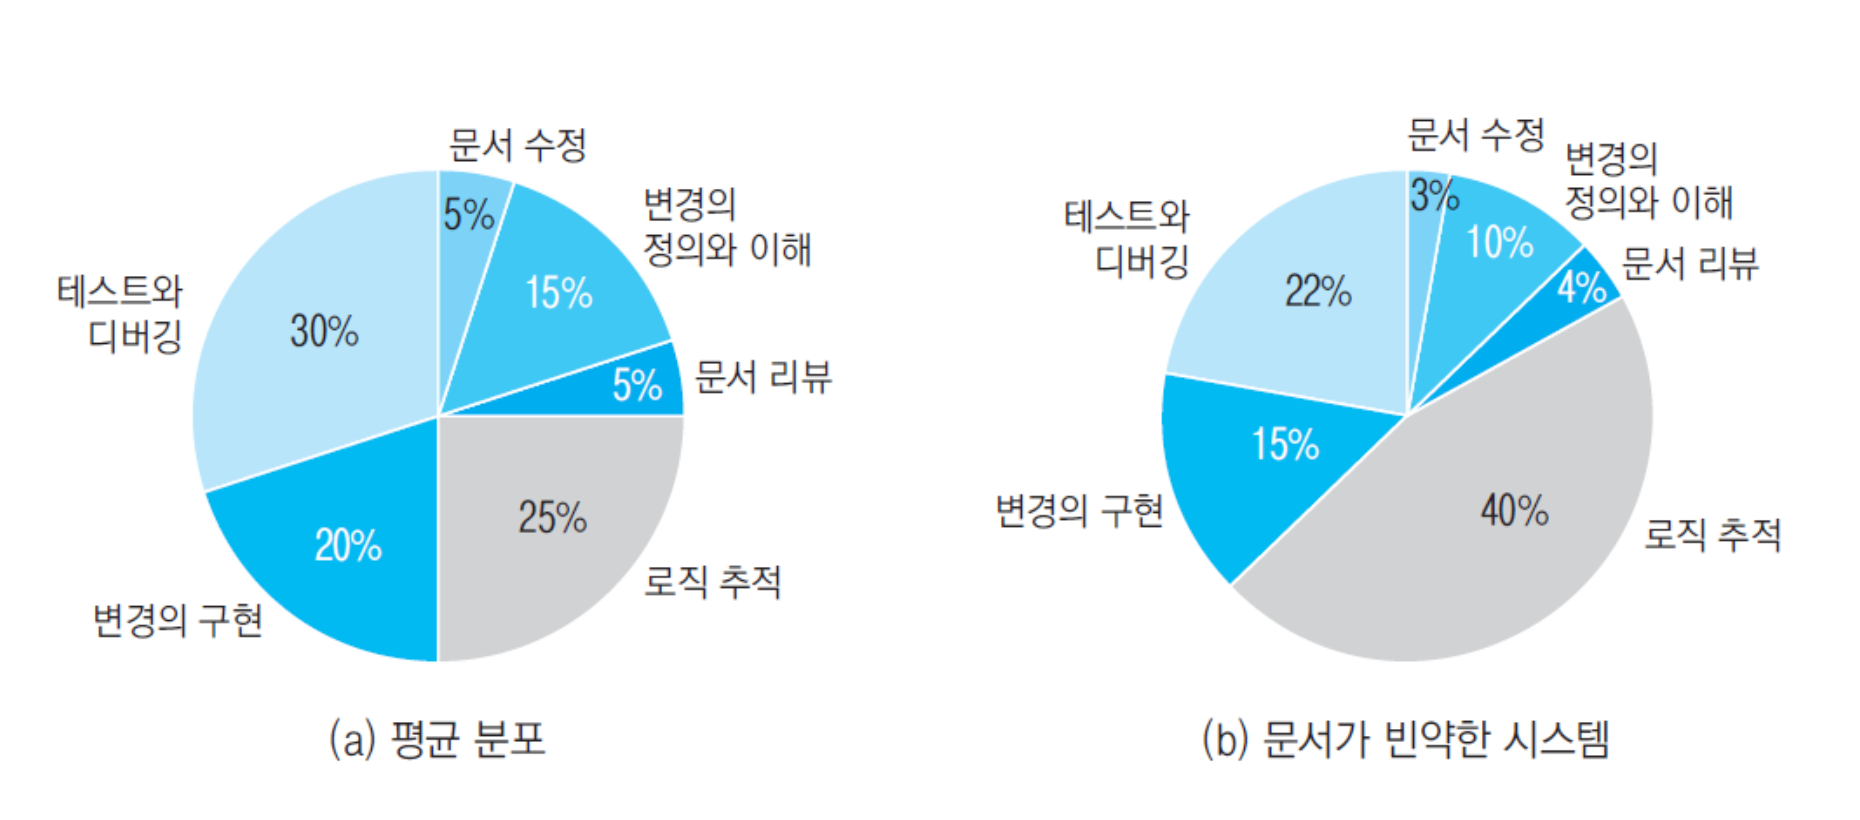 문서 수정
5%
변경의
정의와 이해
15%
문서 리뷰
5%
로직 추적
25%
변경의 구현
20%
테스트와
디버깅
30%
(a) 평균 분포
문서 수정
3%
변경의
정의와 이해
10%
문서 리뷰
4%
로직 추적
40%
변경의 구현
15%
테스트와
디버깅
22%
(b) 문서가 빈약한 시스템